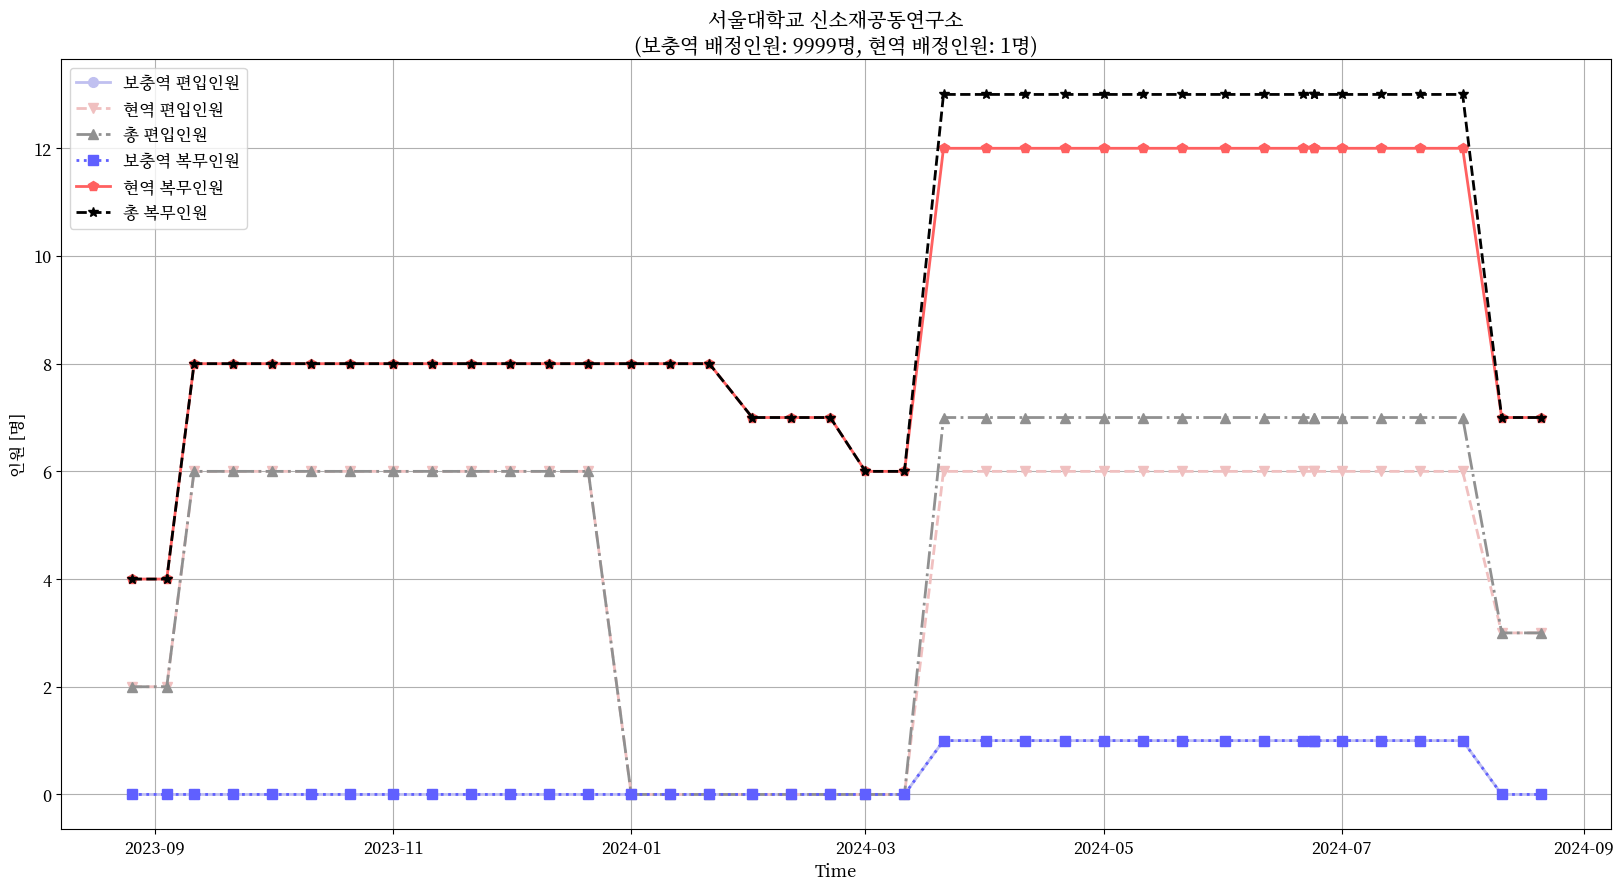 서울대학교 신소재공동연구소
(보충역 배정인원: 9999명, 현역 배정인원: 1명)
보충역 편입인원
현역 편입인원
총 편입인원
보충역 복무인원
현역 복무인원
총 복무인원
인원 [명]
12
10
8
6
4
2
0
2023-09
2023-11
2024-01
2024-03
2024-05
2024-07
2024-09
Time